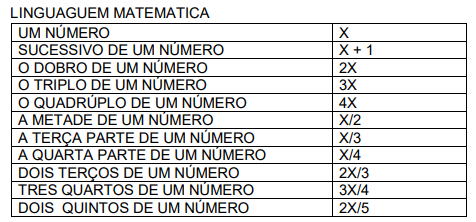 LINGUAGUEM MATEMATICA
UM NÚMERO X
SUCESSIVO DE UM NÚMERO X + 1
O DOBRO DE UM NÚMERO 2X
O TRIPLO DE UM NÚMERO 3X
O QUADRÚPLO DE UM NÚMERO 4X
A METADE DE UM NÚMERO X/2
A TERÇA PARTE DE UM NÚMERO X/3
A QUARTA PARTE DE UM NÚMERO X/4
DOIS TERÇOS DE UM NÚMERO 2X/3
TRES QUARTOS DE UM NÚMERO 3X/4
DOIS QUINTOS DE UM NÚMERO 2X/5